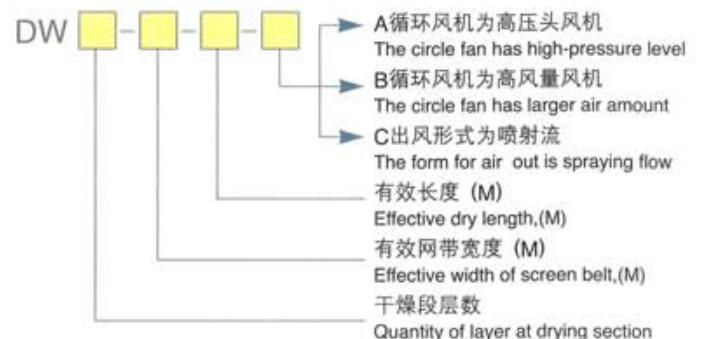 DW
A循环风机为高压头风机
The circle fan has high-pressure level
B循环风机为高风量风机
The circle fan has larger air amount
C出风形式为喷射流
The form for air out is spraying flow
有效长度 (M)
Effective dry length,(M)
有效网带宽度 (M)
Effective width of screen belt,(M)
干燥段层数
Quantity of layer at drying section